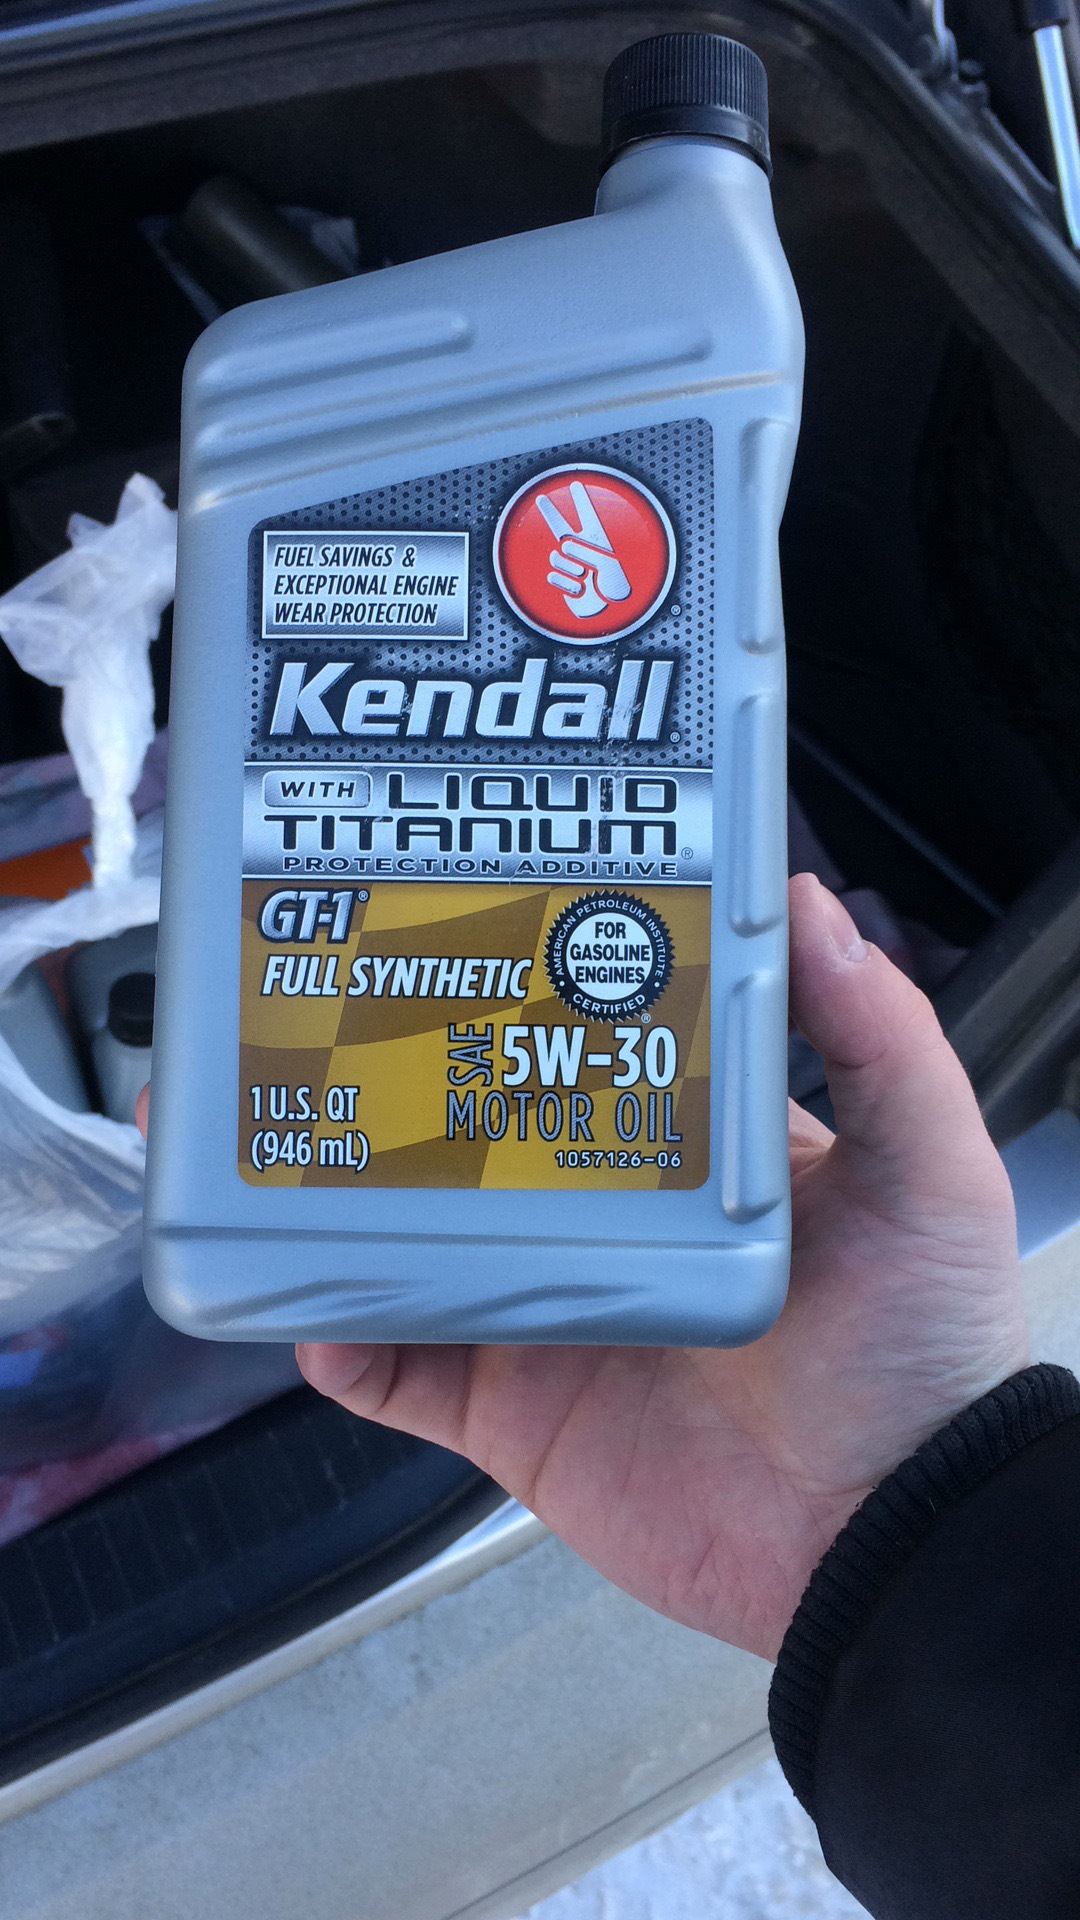 FUEL SAVINGS &
EXCEPTIONAL ENGINE
WEAR PROTECTION
®
Kendall®
WITH LIQUID
TITANIUM®
PROTECTION ADDITIVE
GT-1®
FULL SYNTHETIC
AMERICAN PETROLEUM INSTITUTE
FOR
GASOLINE
ENGINES
CERTIFIED
®
SAE 5W-30
MOTOR OIL
1 U.S. QT
(946 mL)
1057126-06